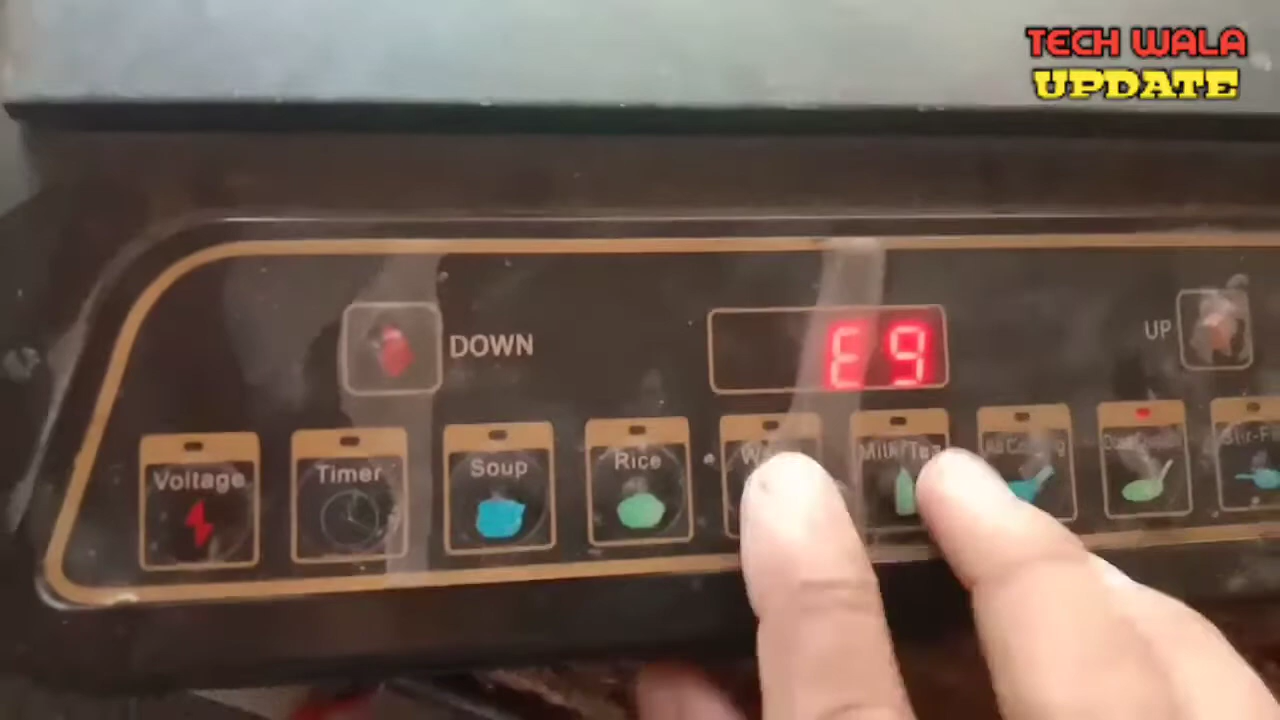 TECH WALA
UPDATE
DOWN
E9
UP
Voltage
Timer
Soup
Rice
Milk/Tea